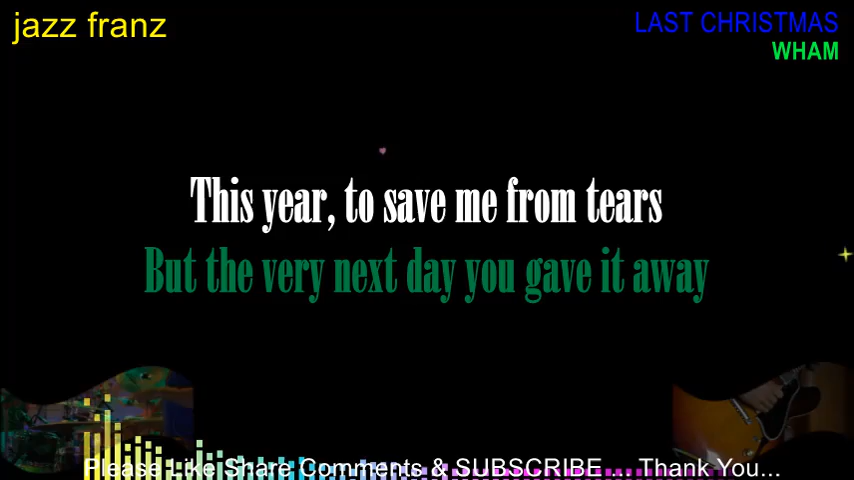 jazz franz
LAST CHRISTMAS
WHAM
This year, to save me from tears
But the very next day you gave it away
Please Like Share Comments & SUBSCRIBE ... Thank You...